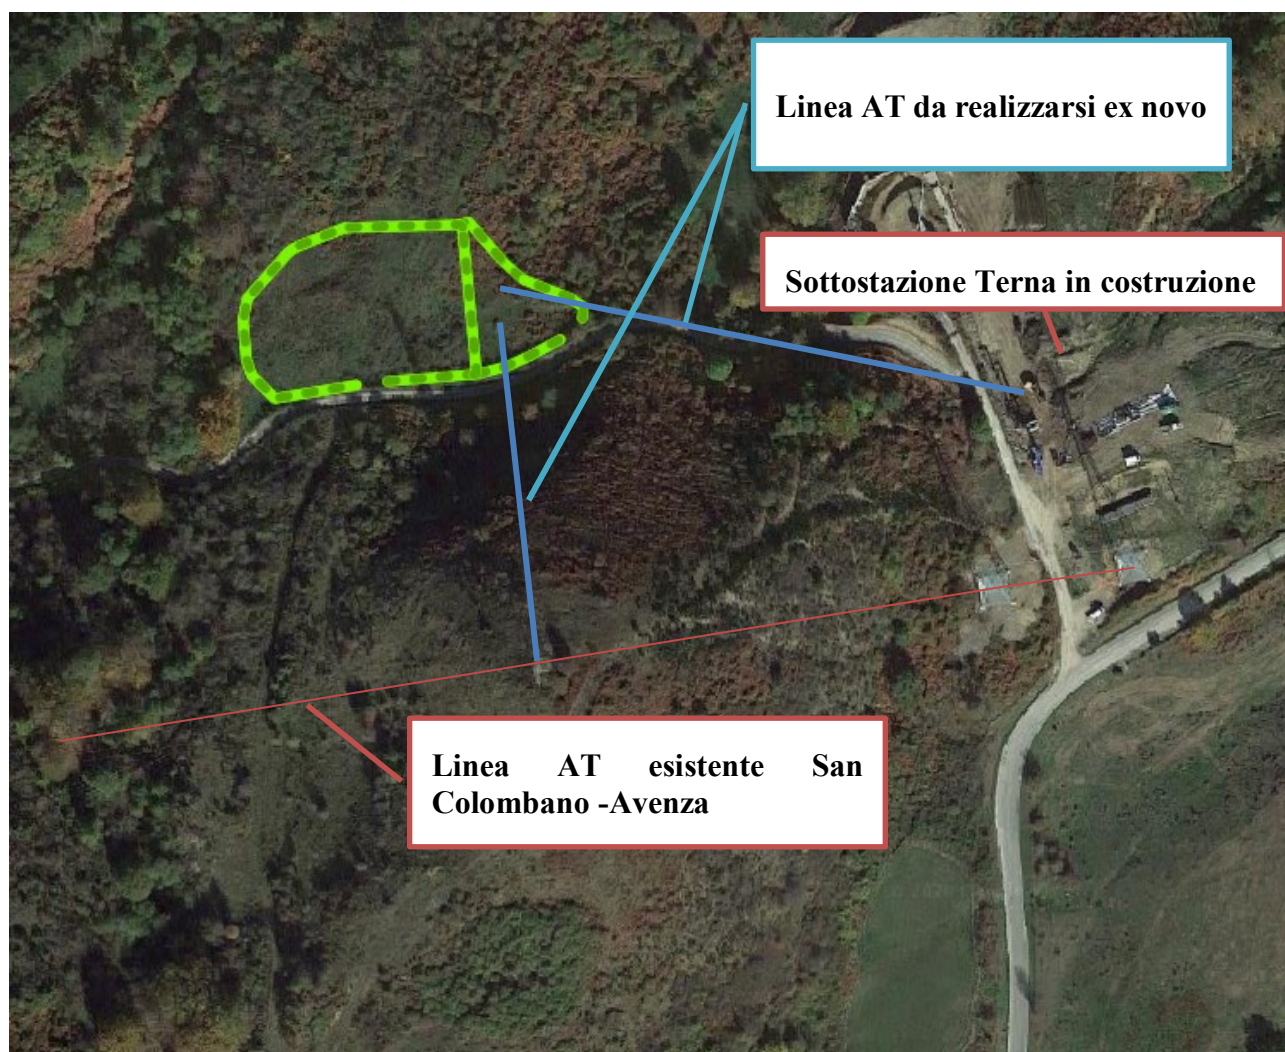 Linea AT da realizzarsi ex novo
Sottostazione Terna in costruzione
Linea AT esistente San
Colombano -Avenza